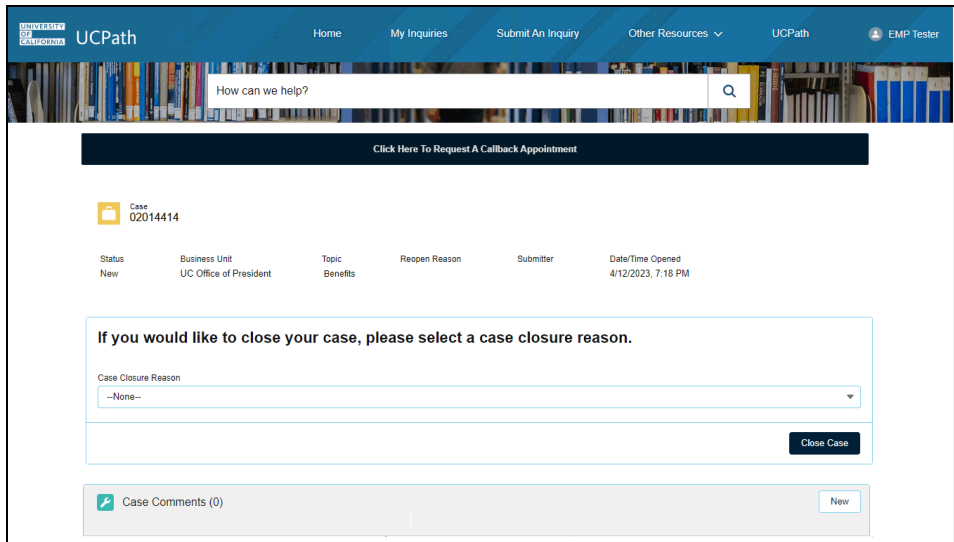 UNIVERSITY
OF
CALIFORNIA
UCPath
Home
My Inquiries
Submit An Inquiry
Other Resources
UCPath
EMP Tester
How can we help?
Click Here To Request A Callback Appointment
Case
02014414
Status
Business Unit
Topic
Reopen Reason
Submitter
Date/Time Opened
New
UC Office of President
Benefits
4/12/2023, 7:18 PM
If you would like to close your case, please select a case closure reason.
Case Closure Reason
--None--
Close Case
Case Comments (0)
New